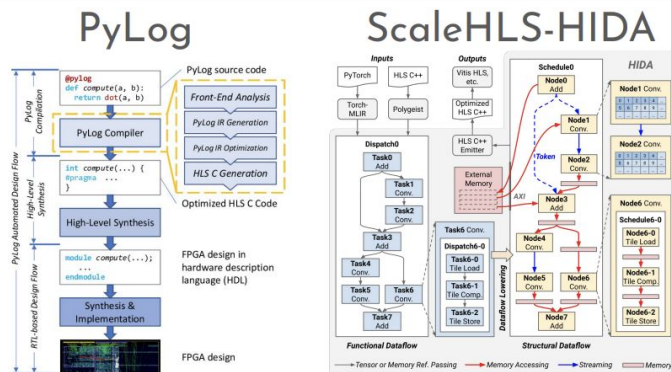 PyLog
PyLog Automated Design Flow
PyLog Compilation
High-Level Synthesis
RTL-based Design Flow
@pylog
def compute(a, b):
return dot(a, b)
PyLog source code
PyLog Compiler
Front-End Analysis
PyLog IR Generation
PyLog IR Optimization
HLS C Generation
int compute(...) {
#pragma ...
}
Optimized HLS C Code
High-Level Synthesis
module compute(...);
...
endmodule
FPGA design in
hardware description
language (HDL)
Synthesis &
Implementation
FPGA design
ScaleHLS-HIDA
Inputs
PyTorch
HLS C++
Torch-
MLIR
Polygeist
Outputs
Vitis HLS,
etc.
Optimized
HLS C++
HLS C++
Emitter
Dispatch0
Task0
Add
Task1
Conv.
Task2
Conv.
Task3
Add
Task4
Conv.
Task5
Conv.
Task6
Conv.
Task7
Add
Functional Dataflow
External
Memory
AXI
Task6 Conv.
Dispatch6-0
Task6-0
Tile Load
Task6-1
Tile Comp.
Task6-2
Tile Store
Dataflow Lowering
Schedule0
Node0
Add
Node1
Conv.
Token
Node2
Conv.
Node3
Add
Node4
Conv.
Node5
Conv.
Node6
Conv.
Node7
Add
Structural Dataflow
HIDA
Node1
Conv.
Node2
Conv.
Node6 Conv.
Schedule6-0
Node6-0
Tile Load
Node6-1
Tile Comp.
Node6-2
Tile Store
Tensor or Memory Ref. Passing
Memory Accessing
Streaming
Memory